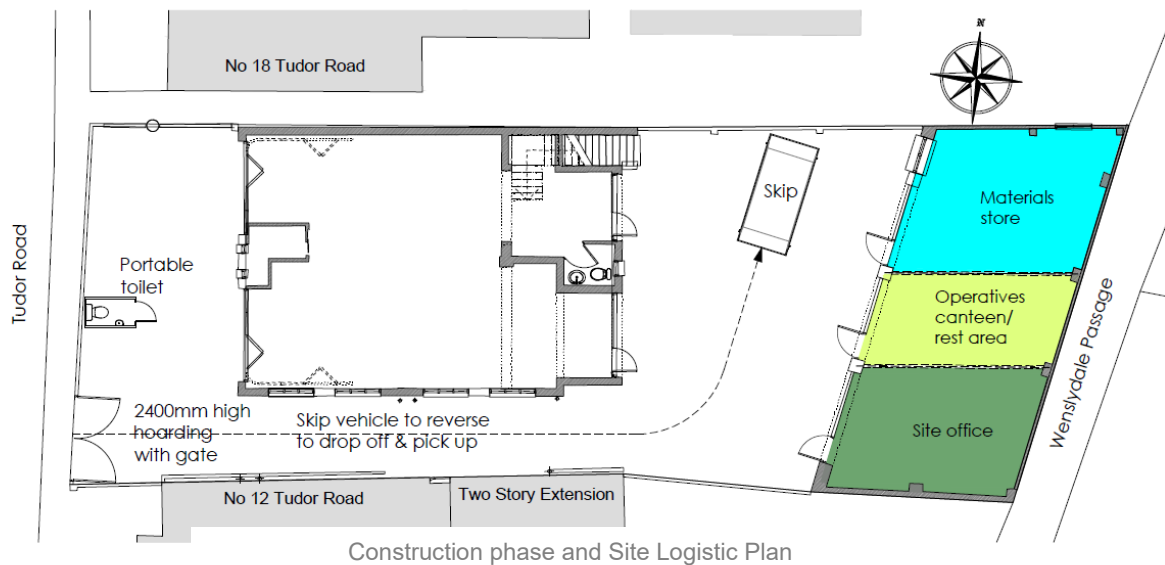 N
No 18 Tudor Road
Tudor Road
Portable
toilet
Skip
Materials
store
Operatives
canteen/
rest area
Wenslydale Passage
2400mm high
hoarding
with gate
Skip vehicle to reverse
to drop off & pick up
Site office
No 12 Tudor Road
Two Story Extension
Construction phase and Site Logistic Plan